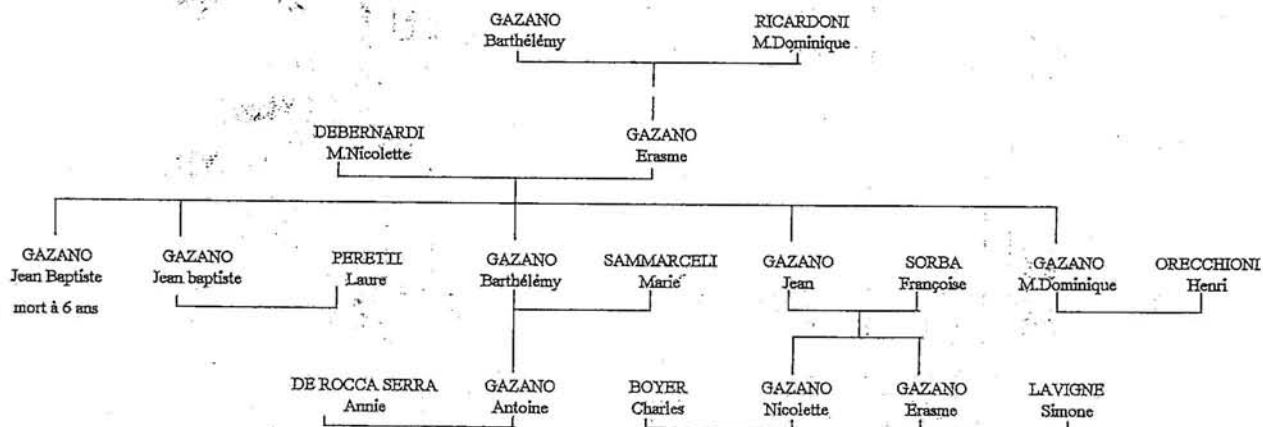 GAZANO
Barthélémy
RICARDONI
M.Dominique
DEBERNARDI
M.Nicolette
GAZANO
Erasme
GAZANO
Jean Baptiste
mort à 6 ans
GAZANO
Jean baptiste
PERETTI
Laure
GAZANO
Barthélémy
SAMMARCELI
Marie
GAZANO
Jean
SORBA
Françoise
GAZANO
M.Dominique
ORECCHIONI
Henri
DE ROCCA SERRA
Annie
GAZANO
Antoine
BOYER
Charles
GAZANO
Nicolette
GAZANO
Erasme
LAVIGNE
Simone